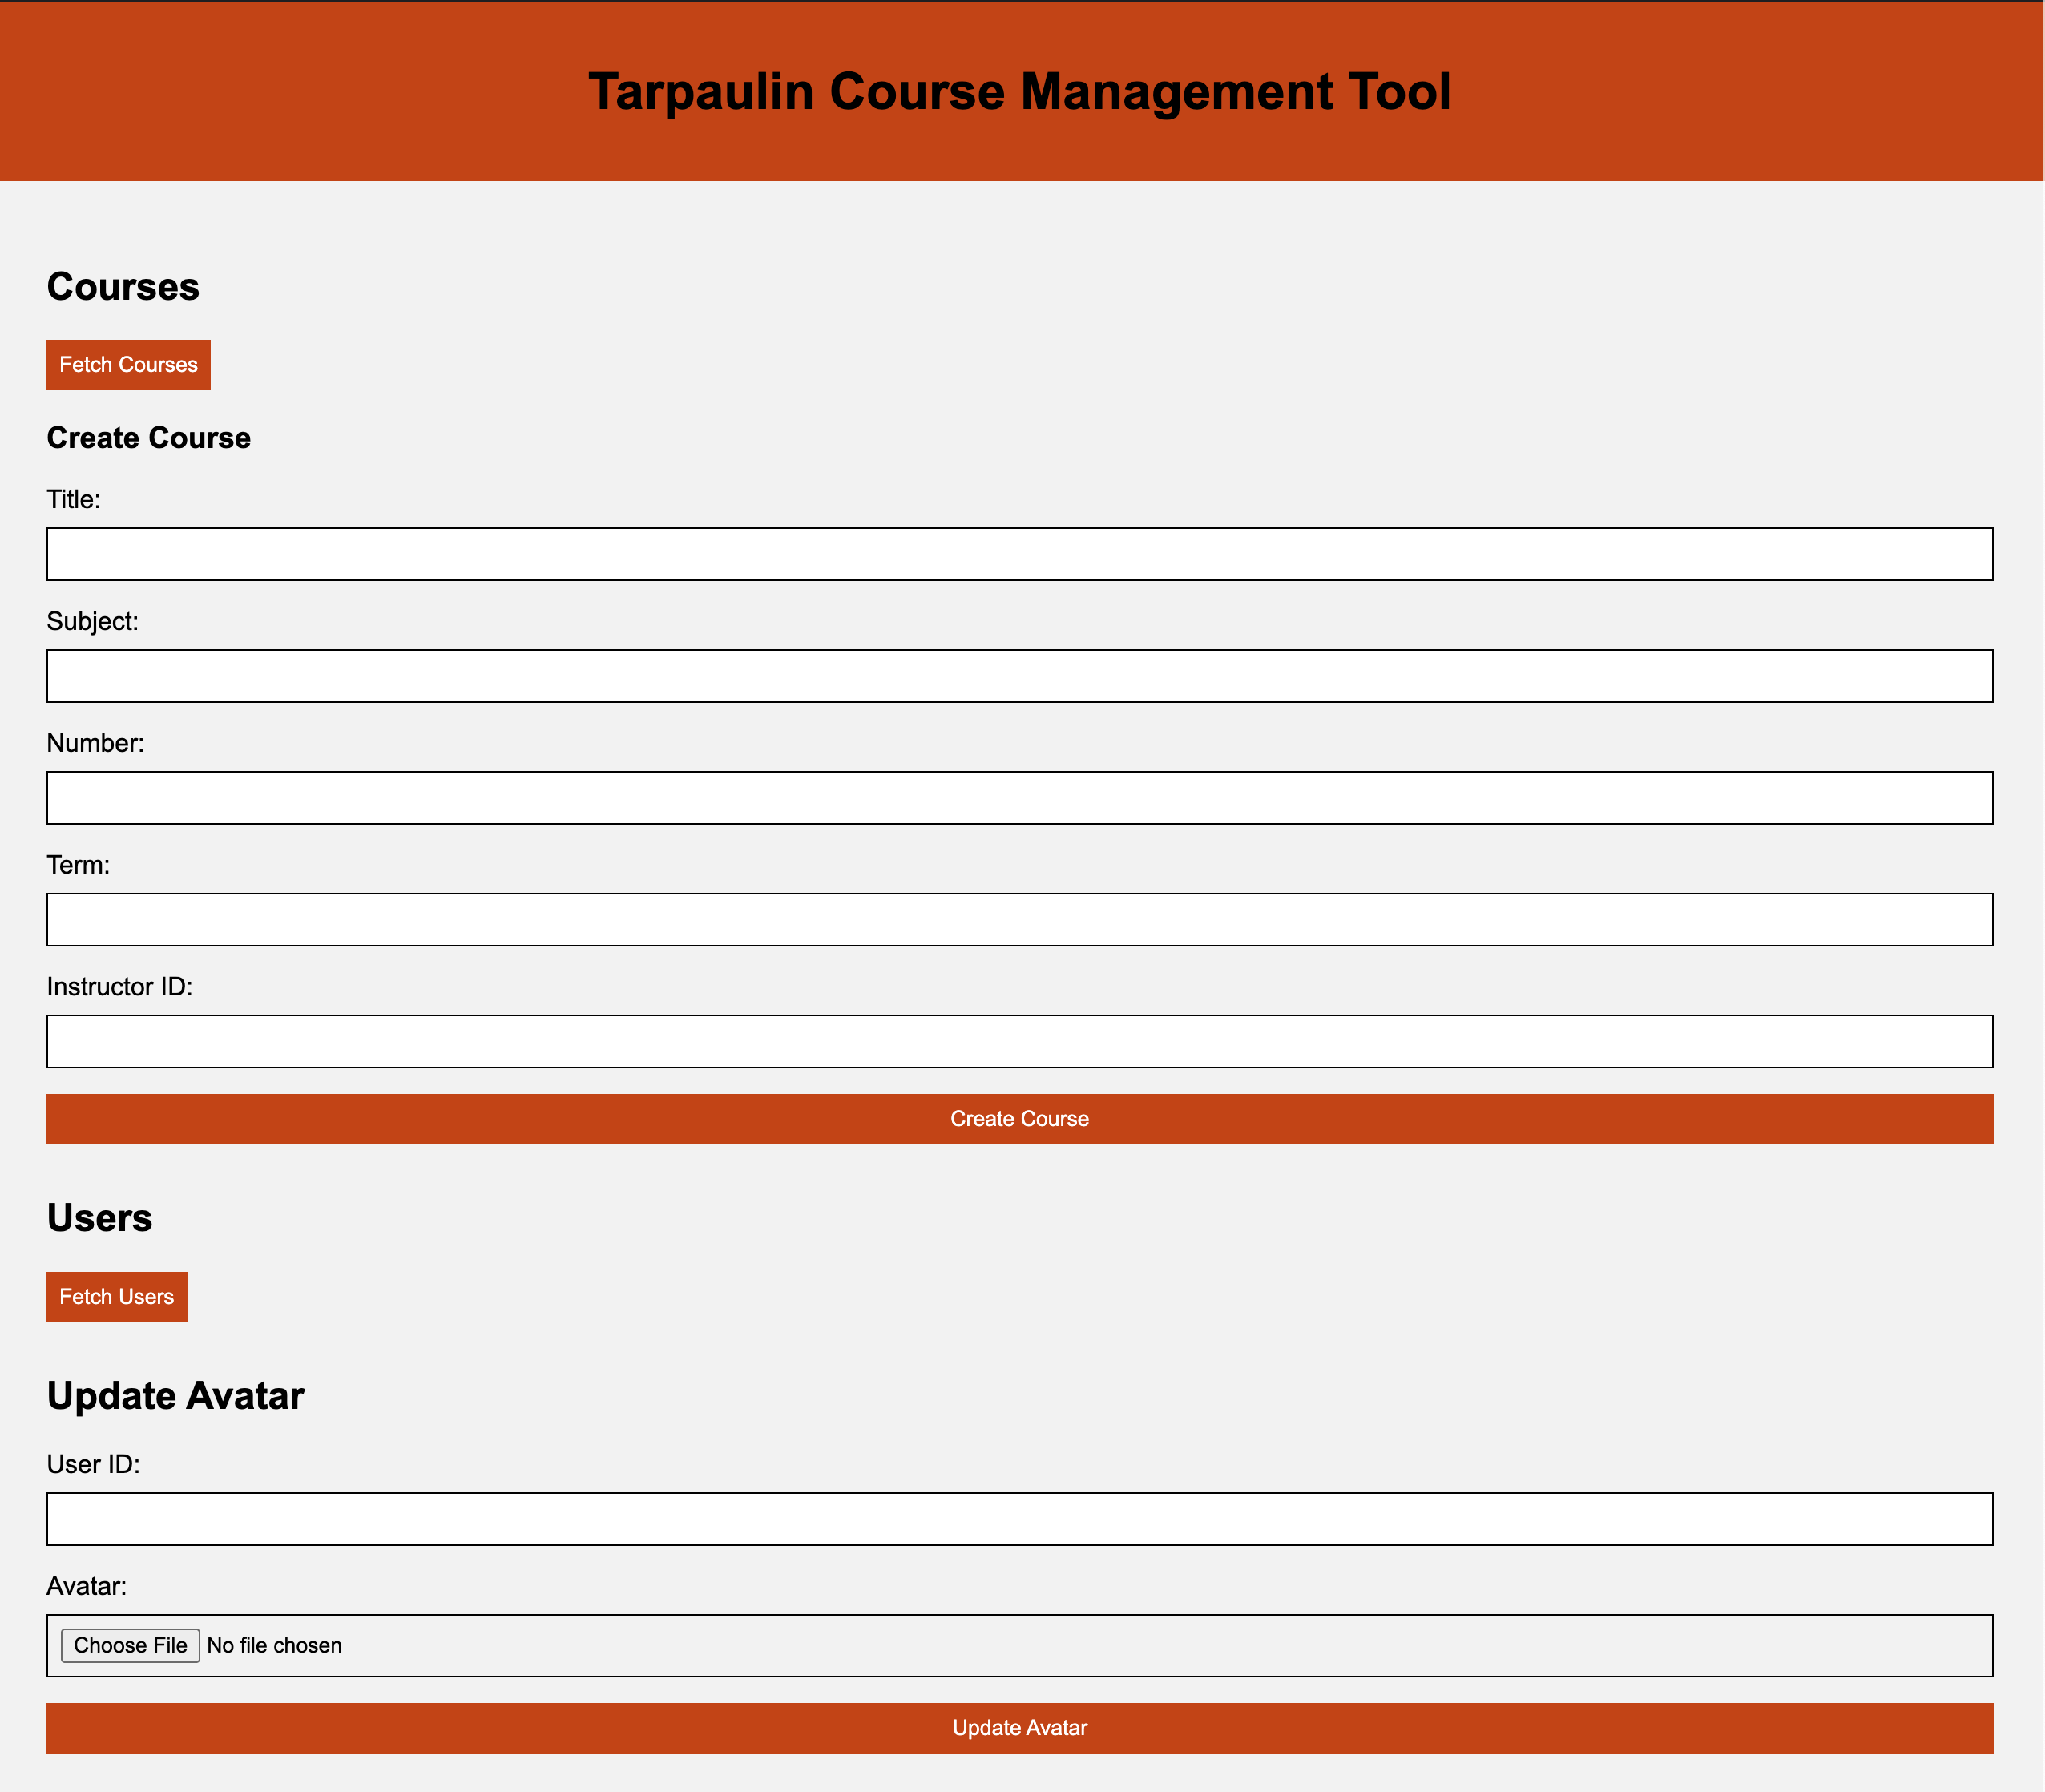 Tarpaulin Course Management Tool
Courses
Fetch Courses
Create Course
Title:
Subject:
Number:
Term:
Instructor ID:
Create Course
Users
Fetch Users
Update Avatar
User ID:
Avatar:
Choose File No file chosen
Update Avatar